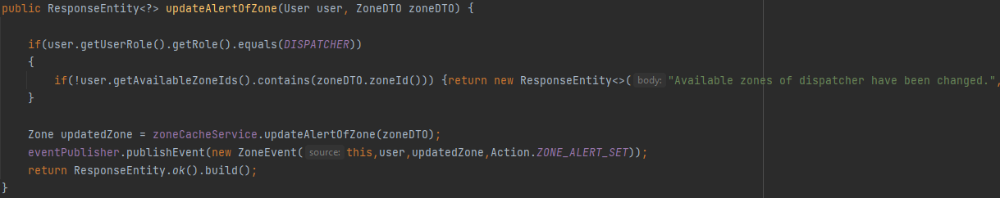 public ResponseEntity<?> updateAlertOfZone(User user, ZoneDTO zoneDTO) {
if(user.getUserRole().getRole().equals(DISPATCHER))
{
if(!user.getAvailableZoneIds().contains(zoneDTO.zoneId())) {return new ResponseEntity<>( body: "Available zones of dispatcher have been changed.",
}
Zone updatedZone = zoneCacheService.updateAlertOfZone(zoneDTO);
eventPublisher.publishEvent(new ZoneEvent( source: this,user,updatedZone,Action.ZONE_ALERT_SET));
return ResponseEntity.ok().build();
}